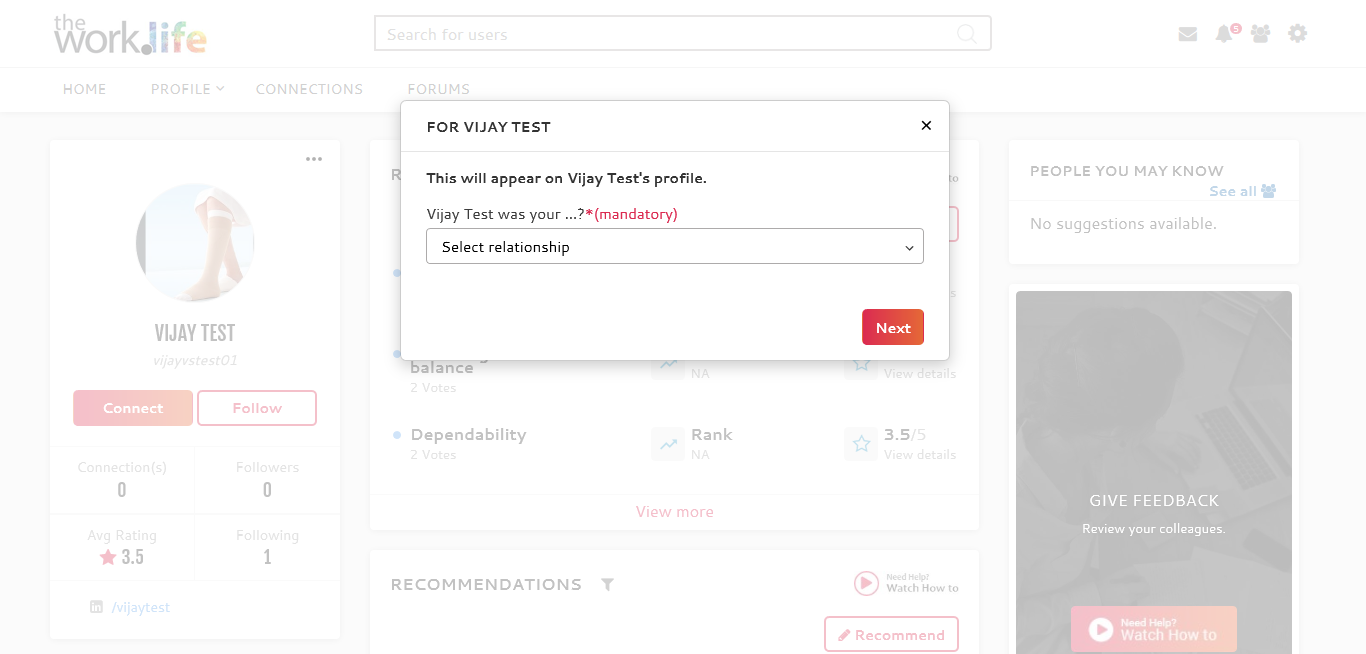 the
work.life
Search for users
5
HOME
PROFILE
CONNECTIONS
FORUMS
FOR VIJAY TEST
This will appear on Vijay Test's profile.
Vijay Test was your ...?*(mandatory)
Select relationship
Next
VIJAY TEST
vijayvstest01
Connect
Follow
Connection(s)
0
Followers
0
Avg Rating
3.5
Following
1
/vijaytest
balance
2 Votes
NA
View details
Dependability
2 Votes
Rank
NA
3.5/5
View details
View more
RECOMMENDATIONS
Need Help?
Watch How to
Recommend
PEOPLE YOU MAY KNOW
See all
No suggestions available.
GIVE FEEDBACK
Review your colleagues.
Need Help?
Watch How to